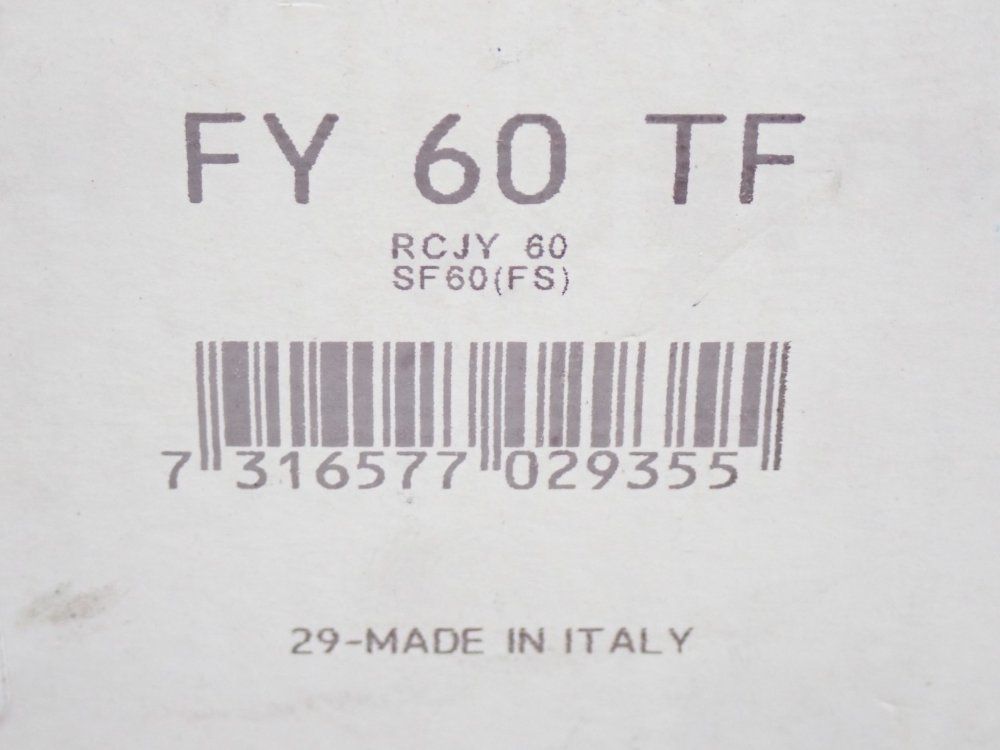 FY 60 TF
RCJY 60
SF60(FS)
7 316577 029355
29-MADE IN ITALY